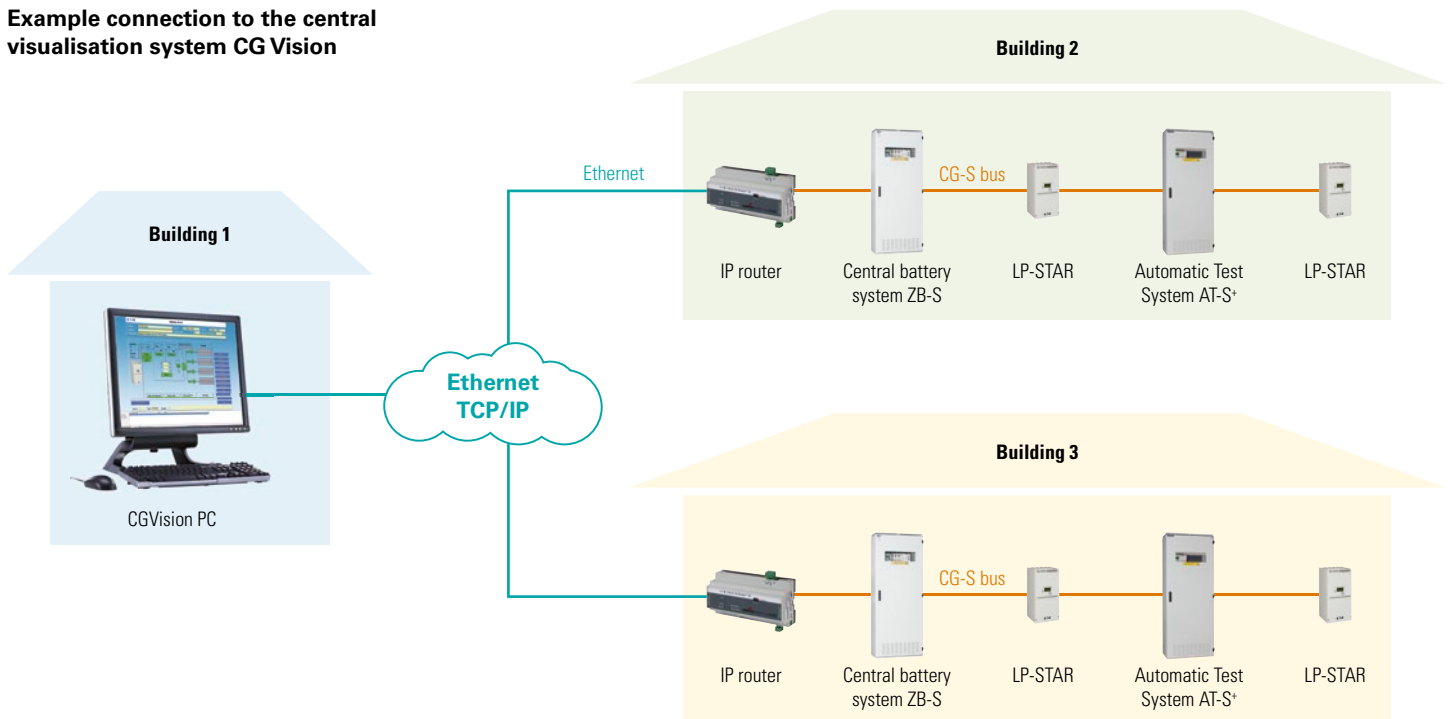 Example connection to the central
visualisation system CG Vision
Building 2
Ethernet
CG-S bus
IP router
Central battery
system ZB-S
LP-STAR
Automatic Test
System AT-S⁺
LP-STAR
Building 1
CGVision PC
Ethernet
TCP/IP
Building 3
CG-S bus
IP router
Central battery
system ZB-S
LP-STAR
Automatic Test
System AT-S⁺
LP-STAR